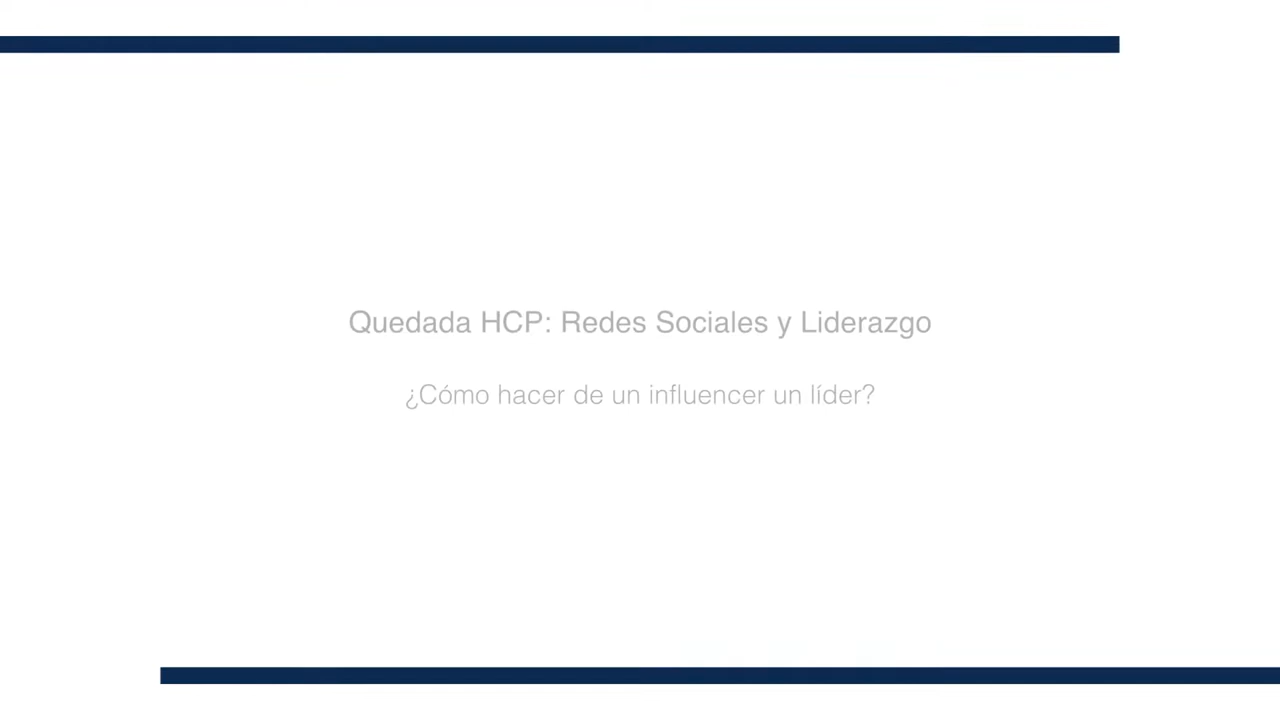 Quedada HCP: Redes Sociales y Liderazgo
¿Cómo hacer de un influencer un líder?